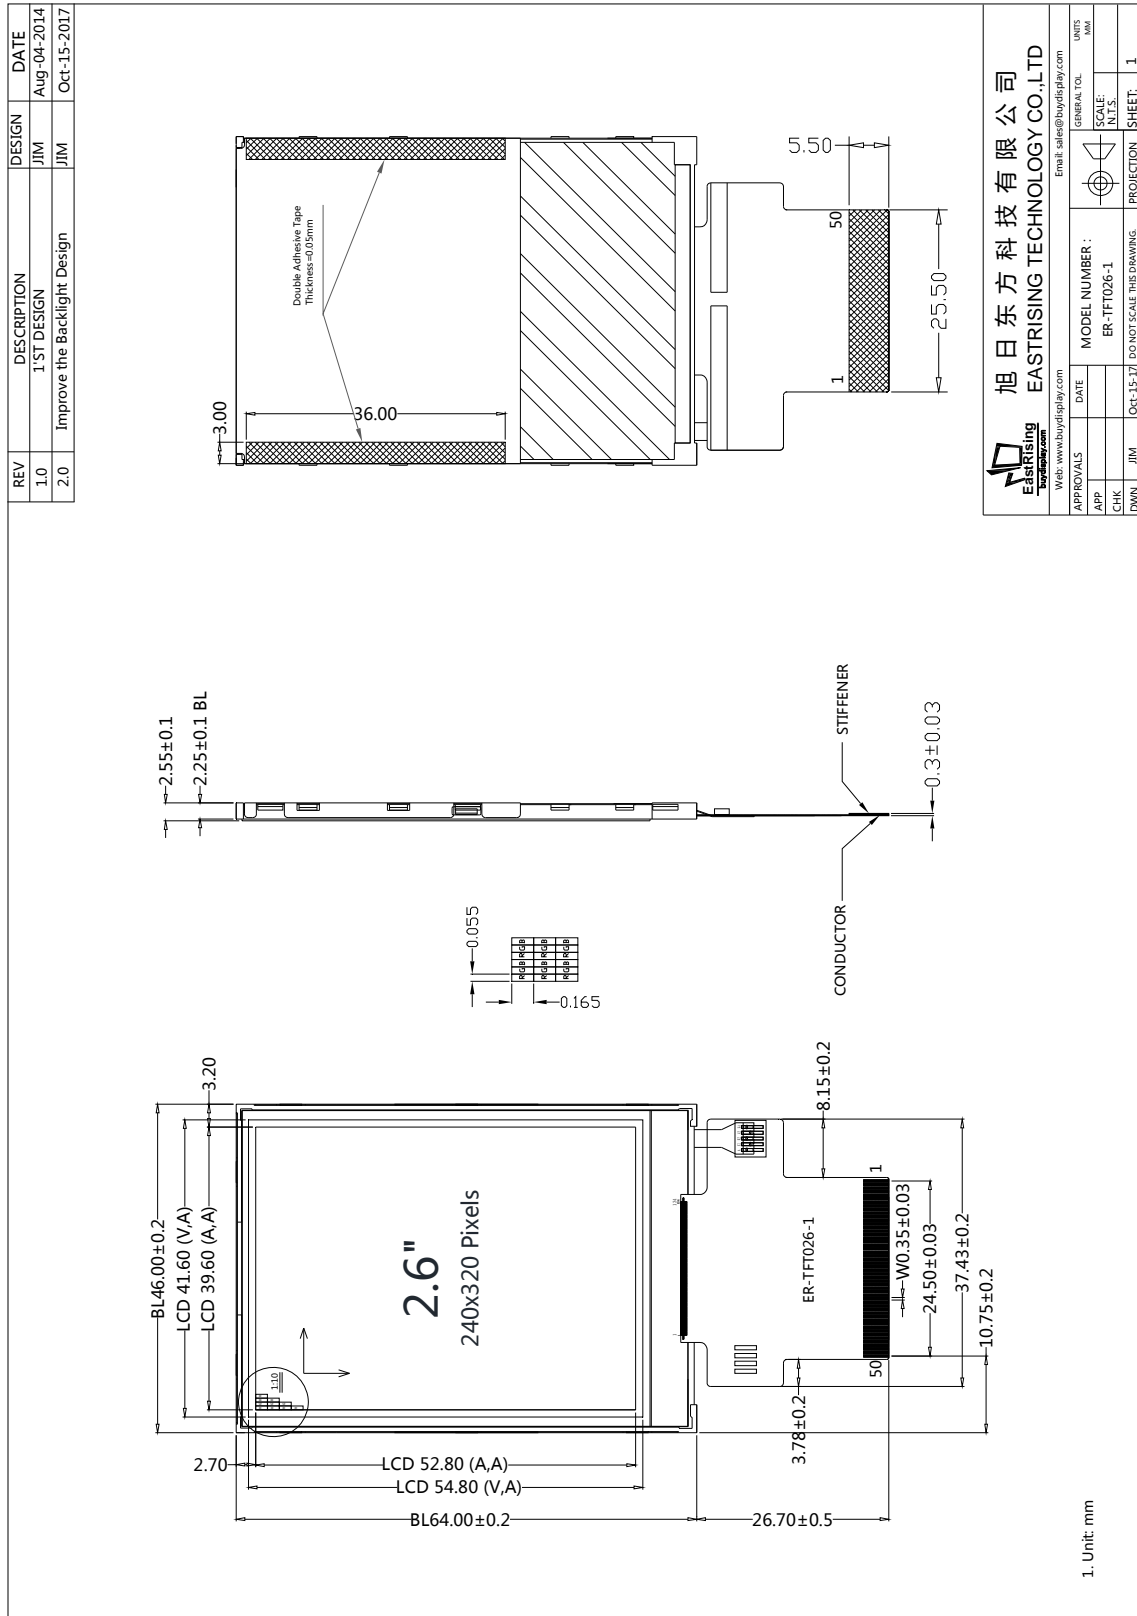 REV DESCRIPTION DESIGN DATE
1.0 1'ST DESIGN JIM Aug-04-2014
2.0 Improve the Backlight Design JIM Oct-15-2017
BL46.00±0.2
LCD 41.60 (V,A)
LCD 39.60 (A,A)
3.20
2.70
LCD 52.80 (A,A)
LCD 54.80 (V,A)
BL64.00±0.2
26.70±0.5
1:10
2.6"
240x320 Pixels
ER-TFT026-1
50
1
8.15±0.2
W0.35±0.03
24.50±0.03
37.43±0.2
10.75±0.2
3.78±0.2
0.055
0.165
RGB RGB
RGB RGB
RGB RGB
2.55±0.1
2.25±0.1 BL
STIFFENER
CONDUCTOR
0.3±0.03
3.00
36.00
Double Adhesive Tape
Thickness=0.05mm
1
50
5.50
25.50
1. Unit: mm
EastRising
buydisplay.com
旭日东方科技有限公司
EASTRISING TECHNOLOGY CO.,LTD
Web: www.buydisplay.com Email: sales@buydisplay.com
APPROVALS DATE
APP
CHK
DWN JIM Oct-15-17
MODEL NUMBER :
ER-TFT026-1
DO NOT SCALE THIS DRAWING.
PROJECTION
GENERAL TOL. UNITS
MM
SCALE:
N.T.S.
SHEET: 1